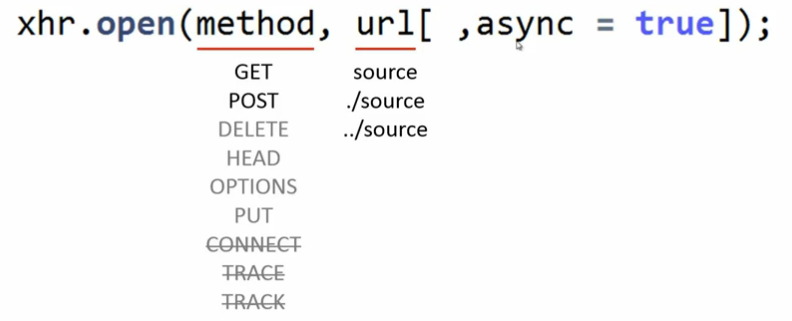 xhr.open(method, url[ ,async = true]);
GET source
POST ./source
DELETE ../source
HEAD
OPTIONS
PUT
CONNECT
TRACE
TRACK